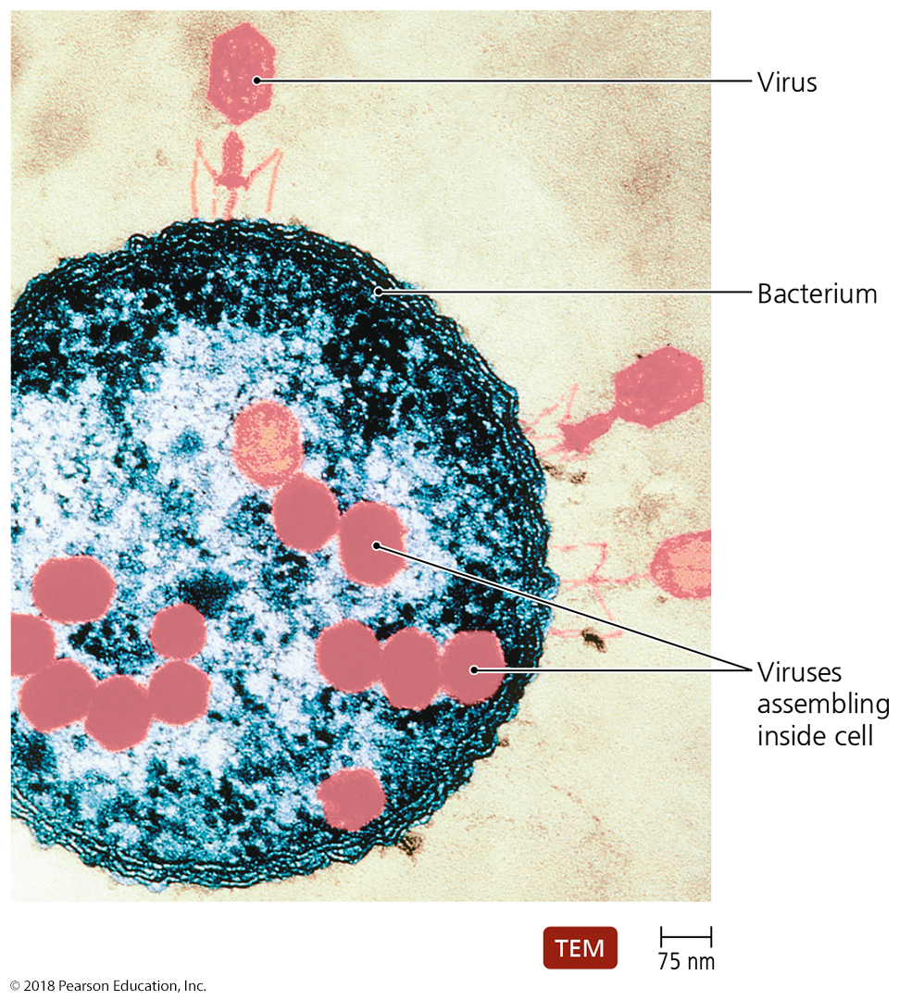 Virus
Bacterium
Viruses
assembling
inside cell
TEM
75 nm
© 2018 Pearson Education, Inc.